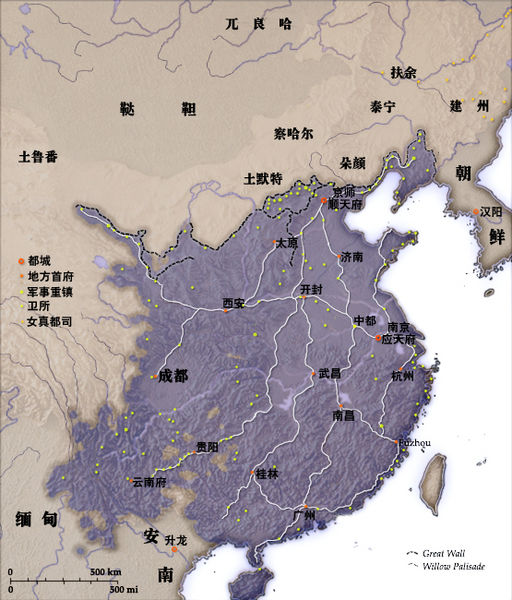 兀良哈
扶余
鞑靼
泰宁
建州
察哈尔
土鲁番
朵颜
土默特
朝鲜
京师
顺天府
汉阳
太原
济南
都城
地方首府
军事重镇
卫所
女真都司
西安
开封
中都
南京
应天府
成都
武昌
杭州
南昌
贵阳
Fuzhou
云南府
桂林
广州
缅甸
安南
升龙
Great Wall
Willow Palisade
0
300 km
0
300 mi